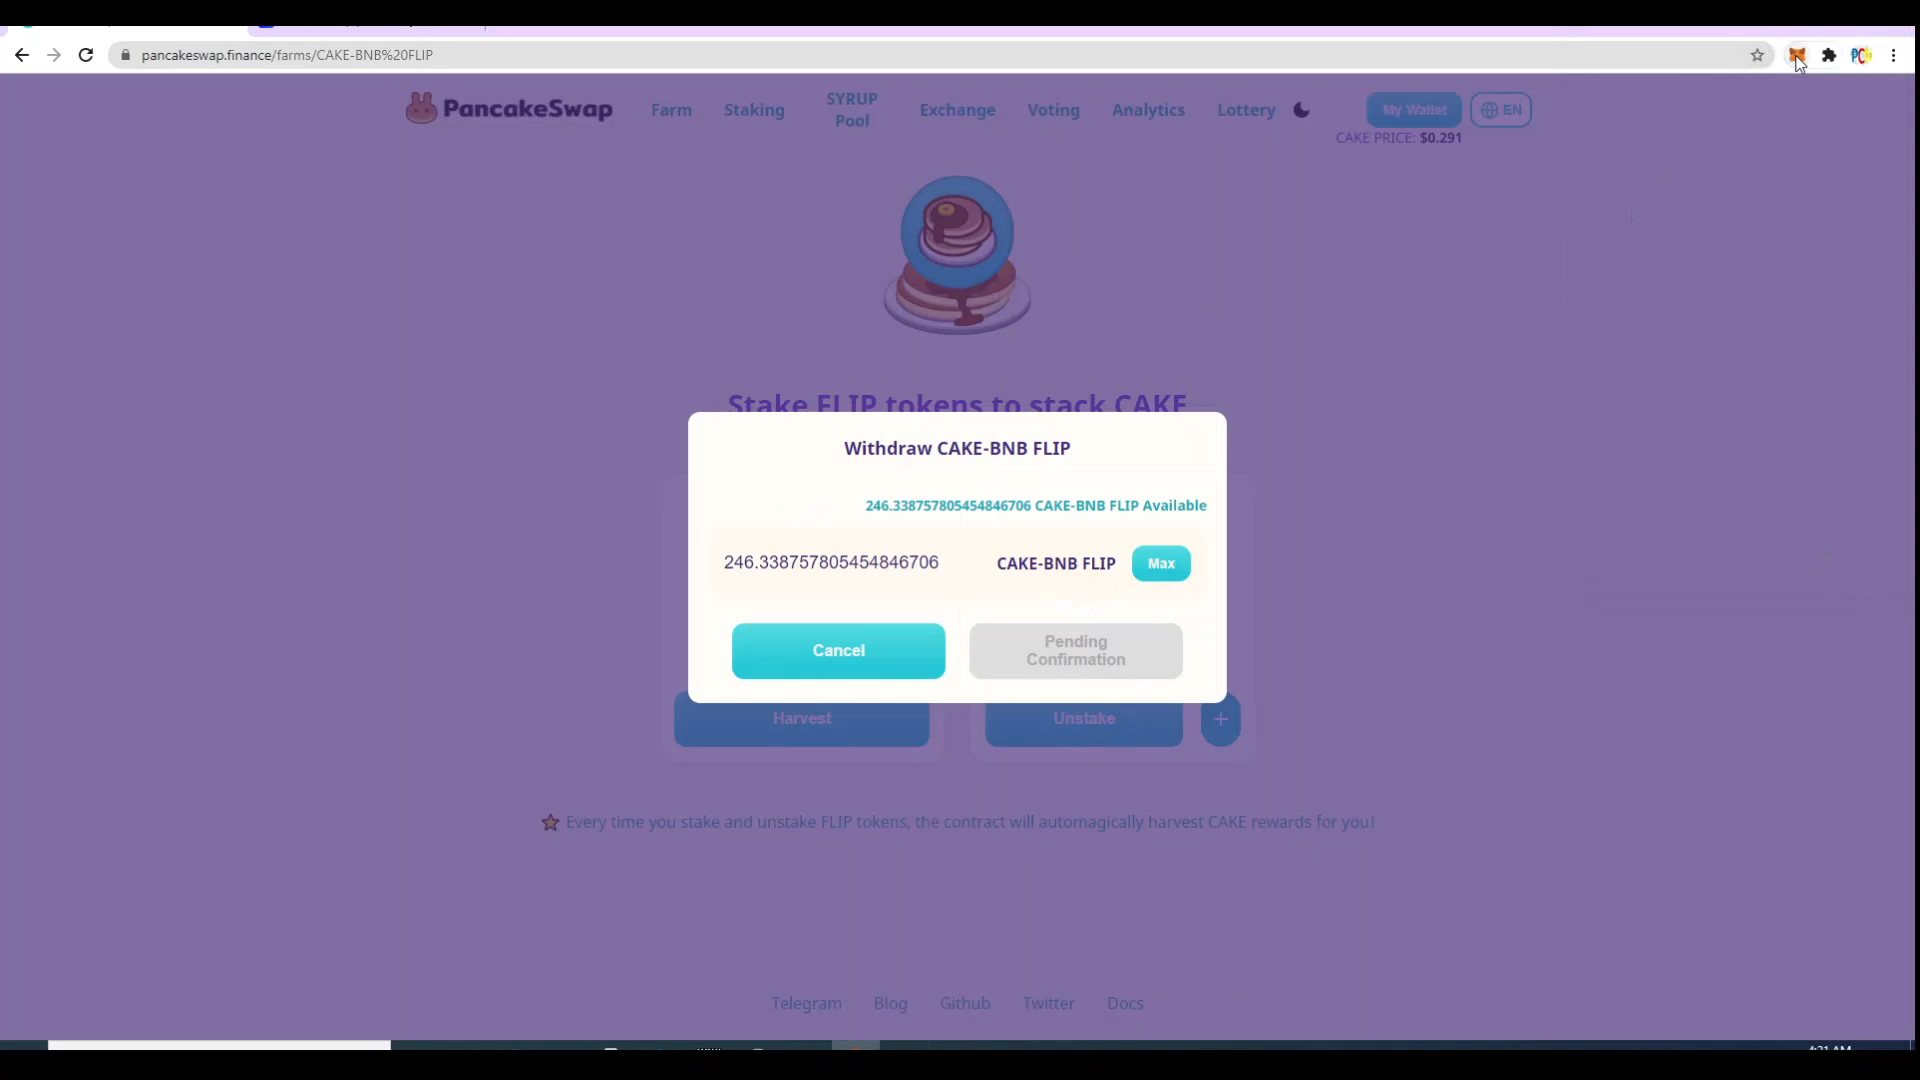 pancakeswap.finance/farms/CAKE-BNB%20FLIP
PancakeSwap
Farm
Staking
SYRUP
Pool
Exchange
Voting
Analytics
Lottery
My Wallet
EN
CAKE PRICE: $0.291
Stake FLIP tokens to stack CAKE
Withdraw CAKE-BNB FLIP
246.338757805454846706 CAKE-BNB FLIP Available
246.338757805454846706
CAKE-BNB FLIP
Max
Cancel
Pending
Confirmation
Harvest
Unstake
+
Every time you stake and unstake FLIP tokens, the contract will automagically harvest CAKE rewards for you!
Telegram
Blog
Github
Twitter
Docs